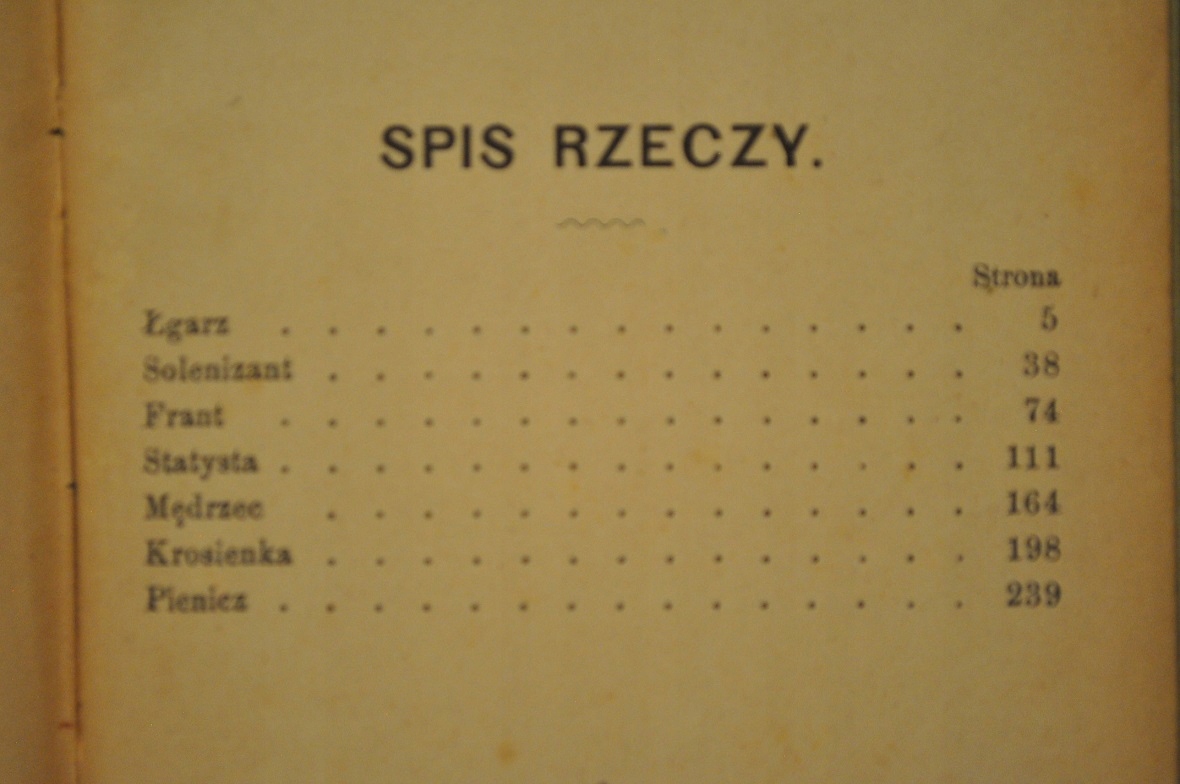 SPIS RZECZY.
Strona
Łgarz . . . . . . . . . . . . . . . 5
Solenizant . . . . . . . . . . . . . . 38
Frant . . . . . . . . . . . . . . . 74
Statysta . . . . . . . . . . . . . . . 111
Mędrzec . . . . . . . . . . . . . . 164
Krosienka . . . . . . . . . . . . . . 198
Pienicz . . . . . . . . . . . . . . . 239